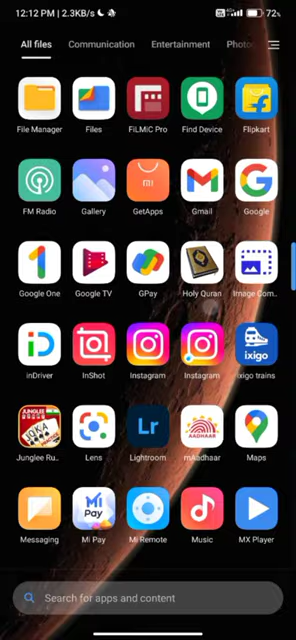 12:12 PM | 2.3KB/s
72%
All files Communication Entertainment Photo
File Manager Files FiLMiC Pro Find Device Flipkart
FM Radio Gallery GetApps Gmail Google
Google One Google TV GPay Holy Quran Image Com..
inDriver InShot Instagram Instagram ixigo trains
Junglee Ru.. Lens Lightroom mAadhaar Maps
Messaging Mi Pay Mi Remote Music MX Player
Search for apps and content